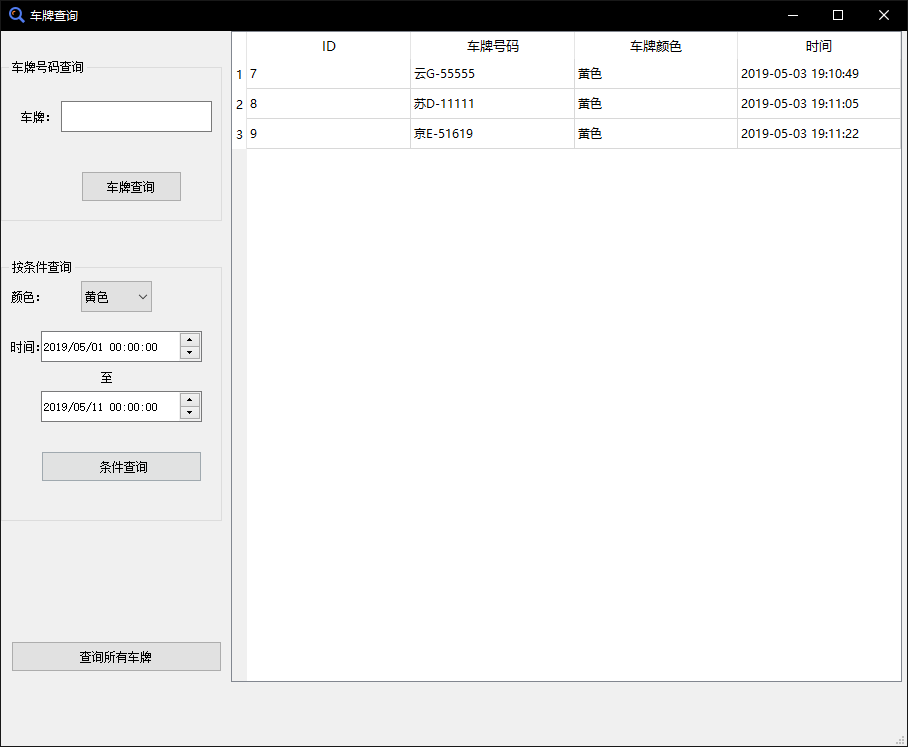 车牌查询
车牌号码查询
车牌：
车牌查询
按条件查询
颜色： 黄色
时间: 2019/05/01 00:00:00
至
2019/05/11 00:00:00
条件查询
查询所有车牌
ID 车牌号码 车牌颜色 时间
1 7 云G-55555 黄色 2019-05-03 19:10:49
2 8 苏D-11111 黄色 2019-05-03 19:11:05
3 9 京E-51619 黄色 2019-05-03 19:11:22